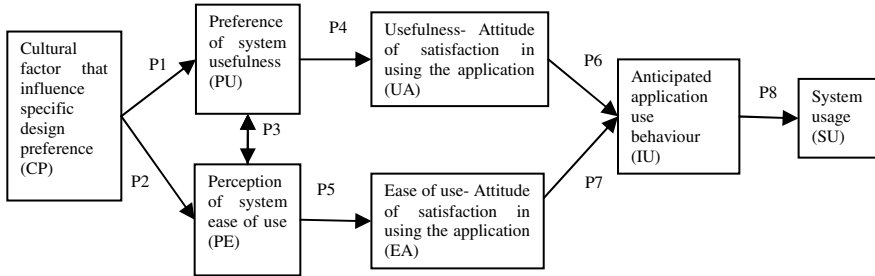 Cultural
factor that
influence
specific
design
preference
(CP)
P1
P2
Preference
of system
usefulness
(PU)
P3
Perception
of system
ease of use
(PE)
P4
P5
Usefulness- Attitude
of satisfaction in
using the application
(UA)
Ease of use- Attitude
of satisfaction in
using the application
(EA)
P6
P7
Anticipated
application
use
behaviour
(IU)
P8
System
usage
(SU)